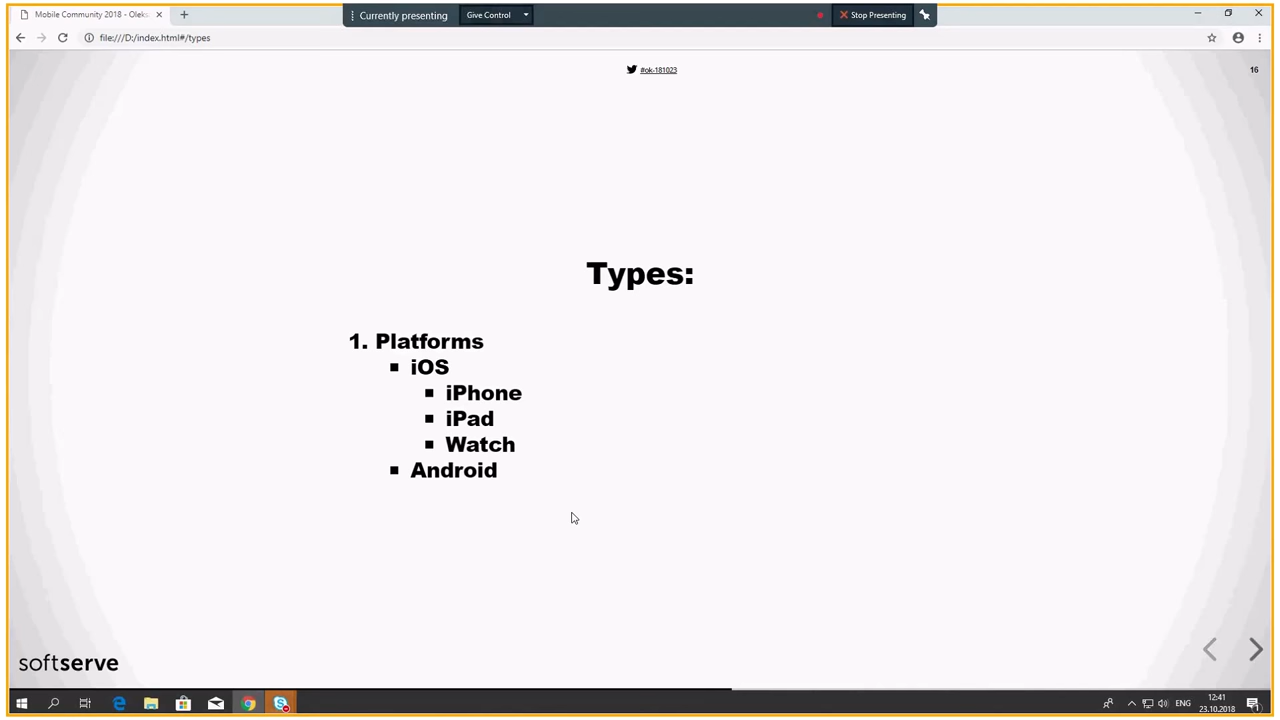 Mobile Community 2018 - Oleks
Currently presenting
Give Control
Stop Presenting
file:///D:/index.html#/types
#ok-181023
16
Types:
1. Platforms
iOS
iPhone
iPad
Watch
Android
softserve
ENG
12:41
23.10.2018
1